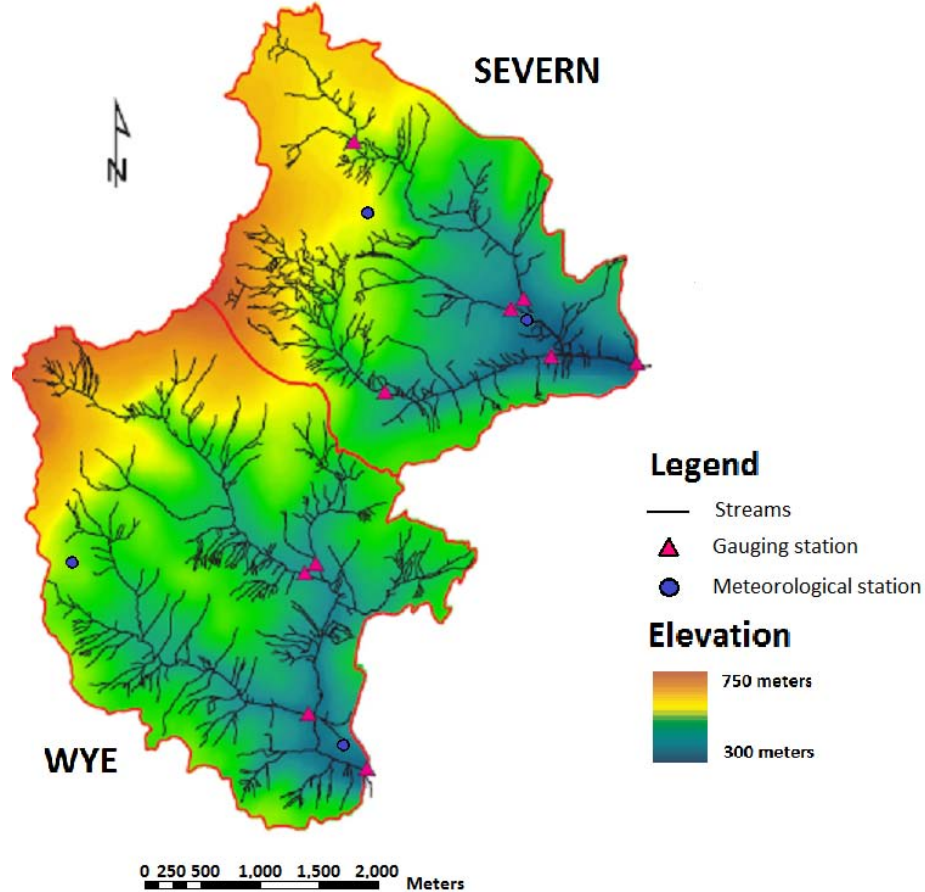 SEVERN
N
Legend
Streams
Gauging station
Meteorological station
Elevation
750 meters
300 meters
WYE
0 250 500 1,000 1,500 2,000
Meters